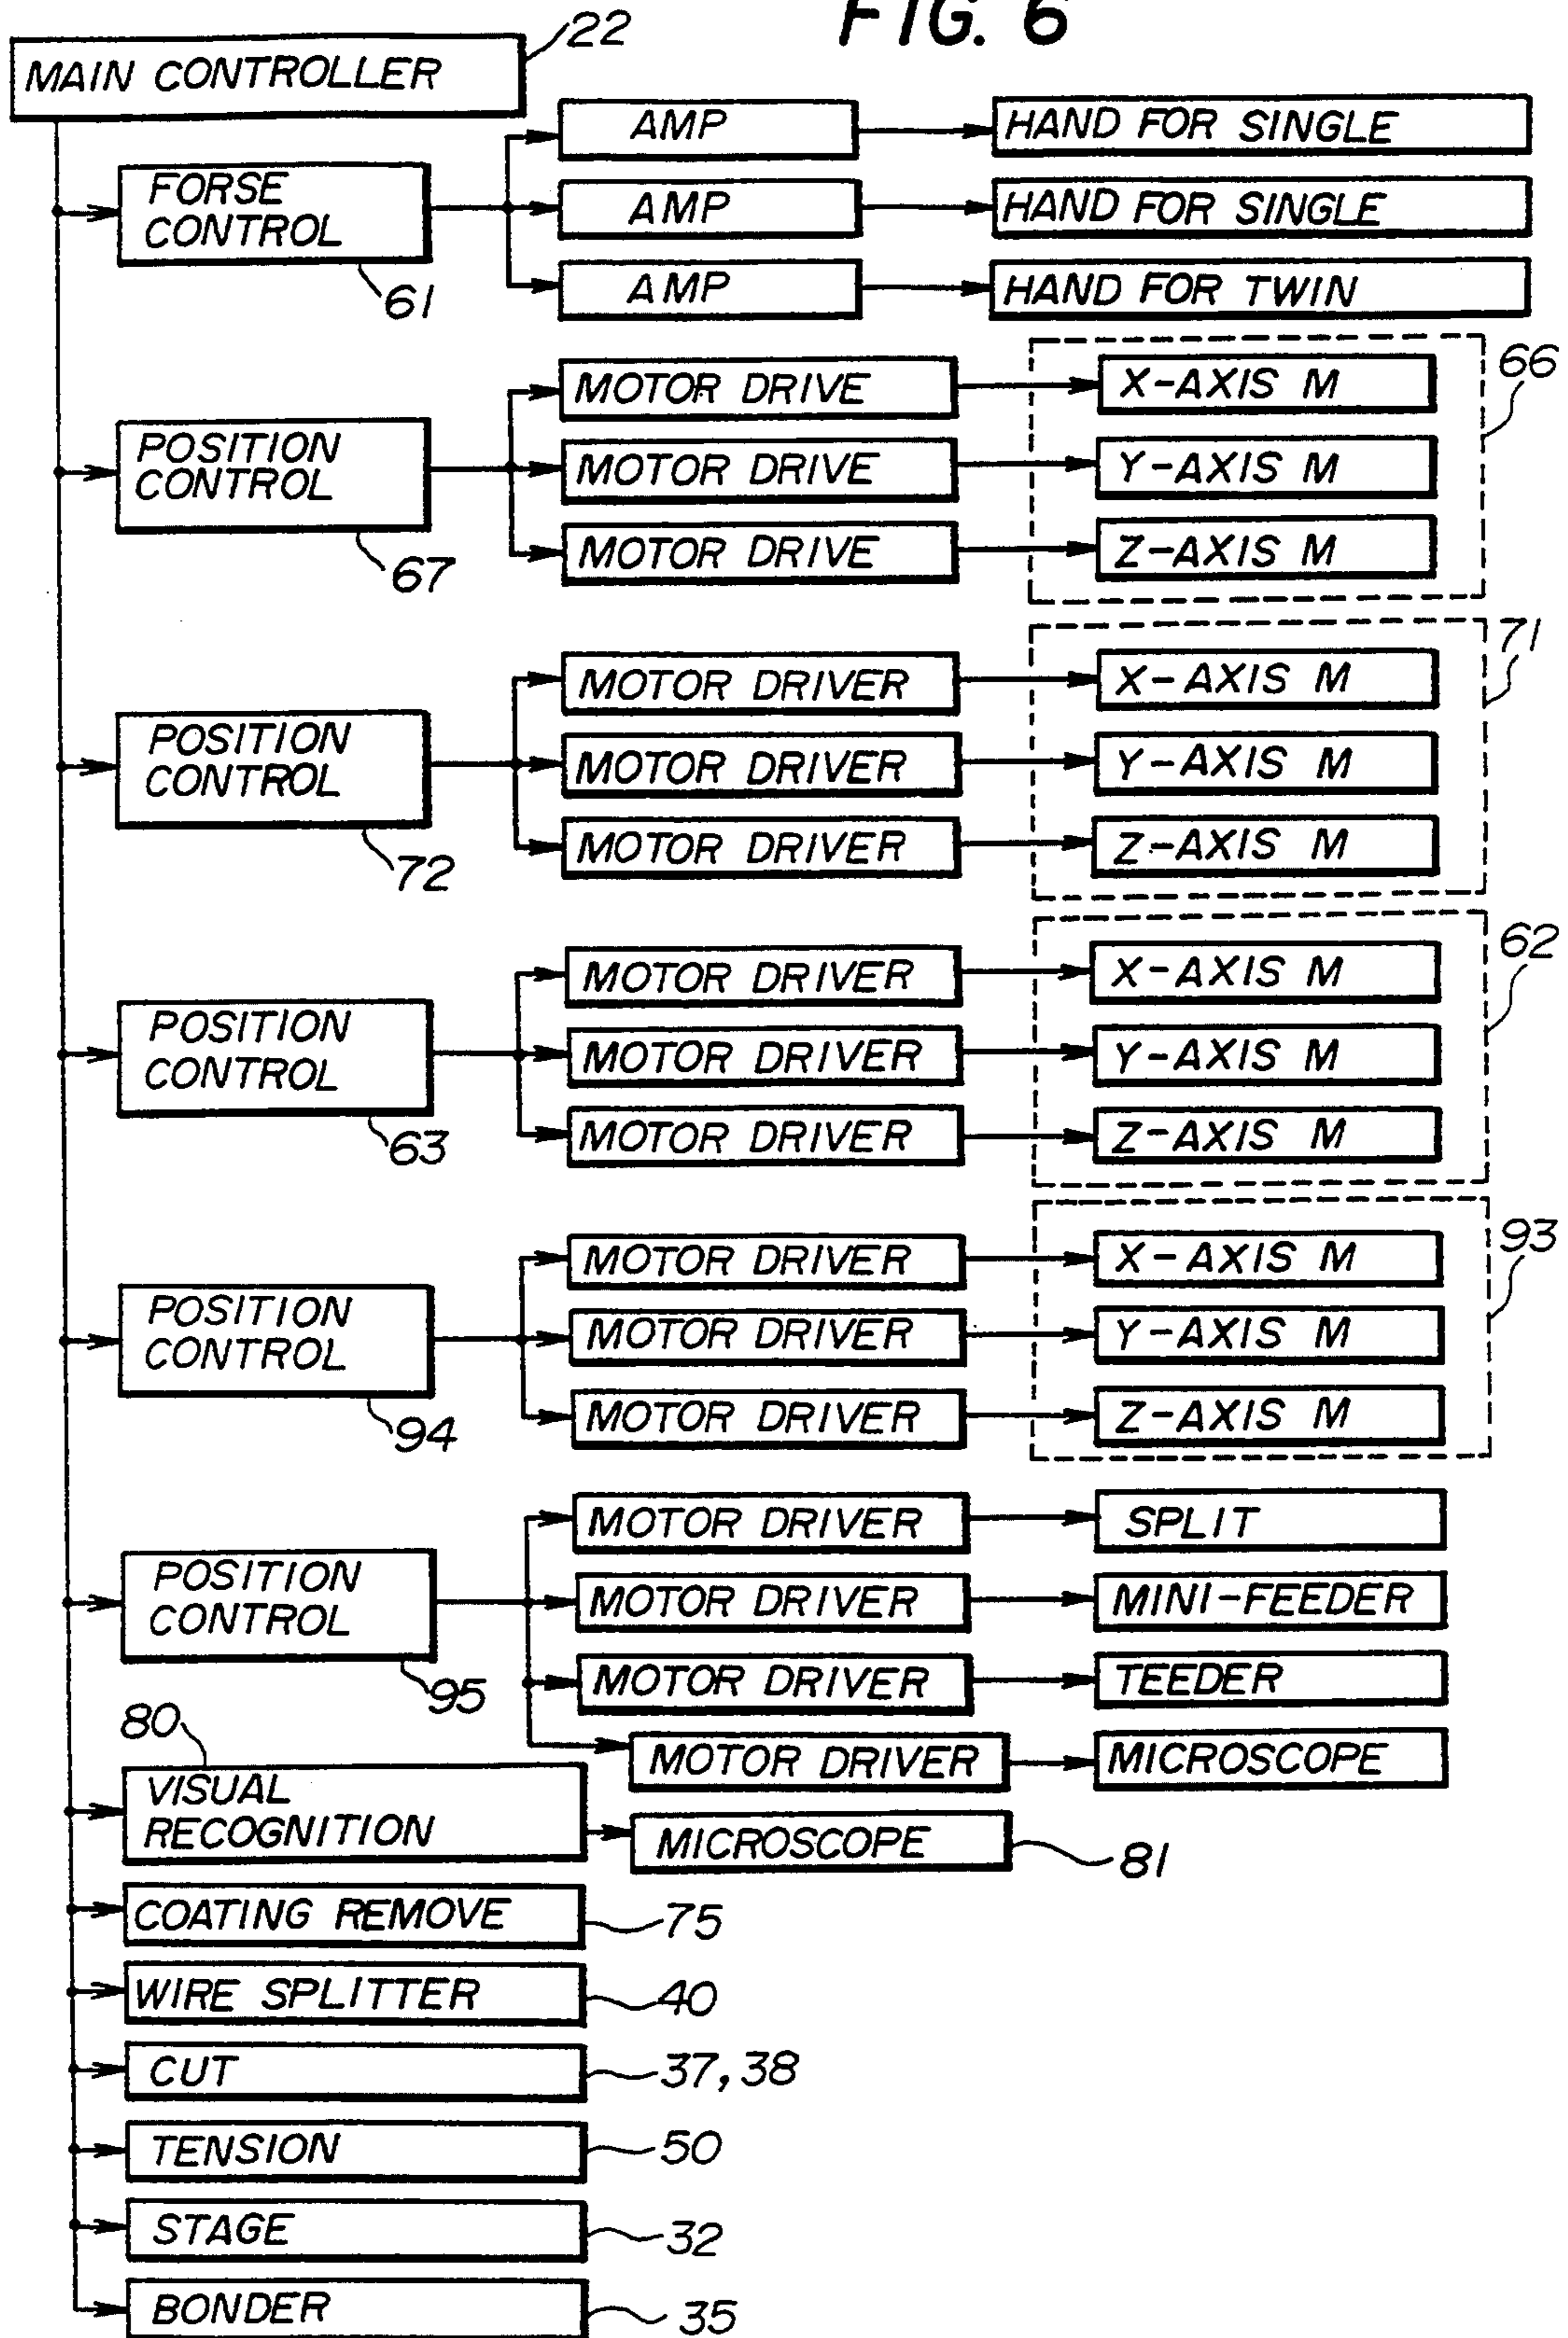 FIG. 6
MAIN CONTROLLER
22
FORSE
CONTROL
61
AMP
HAND FOR SINGLE
AMP
HAND FOR SINGLE
AMP
HAND FOR TWIN
POSITION
CONTROL
67
MOTOR DRIVE
X-AXIS M
MOTOR DRIVE
Y-AXIS M
MOTOR DRIVE
Z-AXIS M
66
POSITION
CONTROL
72
MOTOR DRIVER
X-AXIS M
MOTOR DRIVER
Y-AXIS M
MOTOR DRIVER
Z-AXIS M
71
POSITION
CONTROL
63
MOTOR DRIVER
X-AXIS M
MOTOR DRIVER
Y-AXIS M
MOTOR DRIVER
Z-AXIS M
62
POSITION
CONTROL
94
MOTOR DRIVER
X-AXIS M
MOTOR DRIVER
Y-AXIS M
MOTOR DRIVER
Z-AXIS M
93
POSITION
CONTROL
95
MOTOR DRIVER
SPLIT
MOTOR DRIVER
MINI-FEEDER
MOTOR DRIVER
TEEDER
MOTOR DRIVER
MICROSCOPE
80
VISUAL
RECOGNITION
MICROSCOPE
81
COATING REMOVE
75
WIRE SPLITTER
40
CUT
37, 38
TENSION
50
STAGE
32
BONDER
35